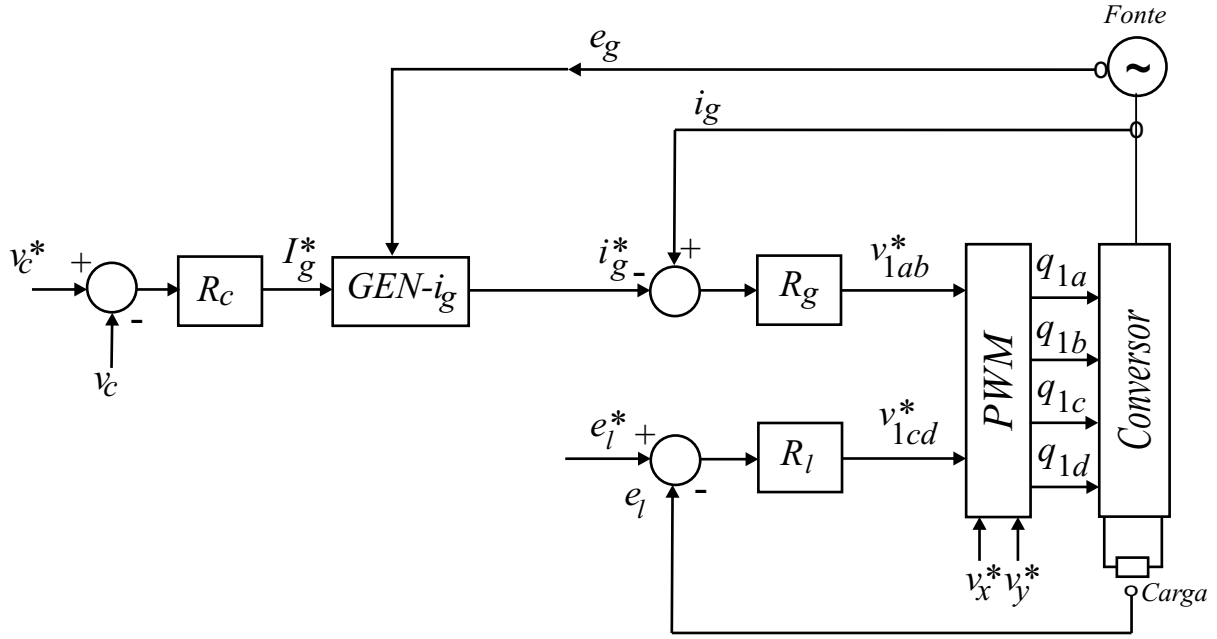 Fonte
~
e_g
i_g
v_c*
+
-
v_c
R_c
I_g*
GEN-i_g
i_g*
-
+
R_g
v_1ab*
PWM
q_1a
q_1b
q_1c
q_1d
Conversor
e_l*
+
-
e_l
R_l
v_1cd*
v_x*
v_y*
Carga